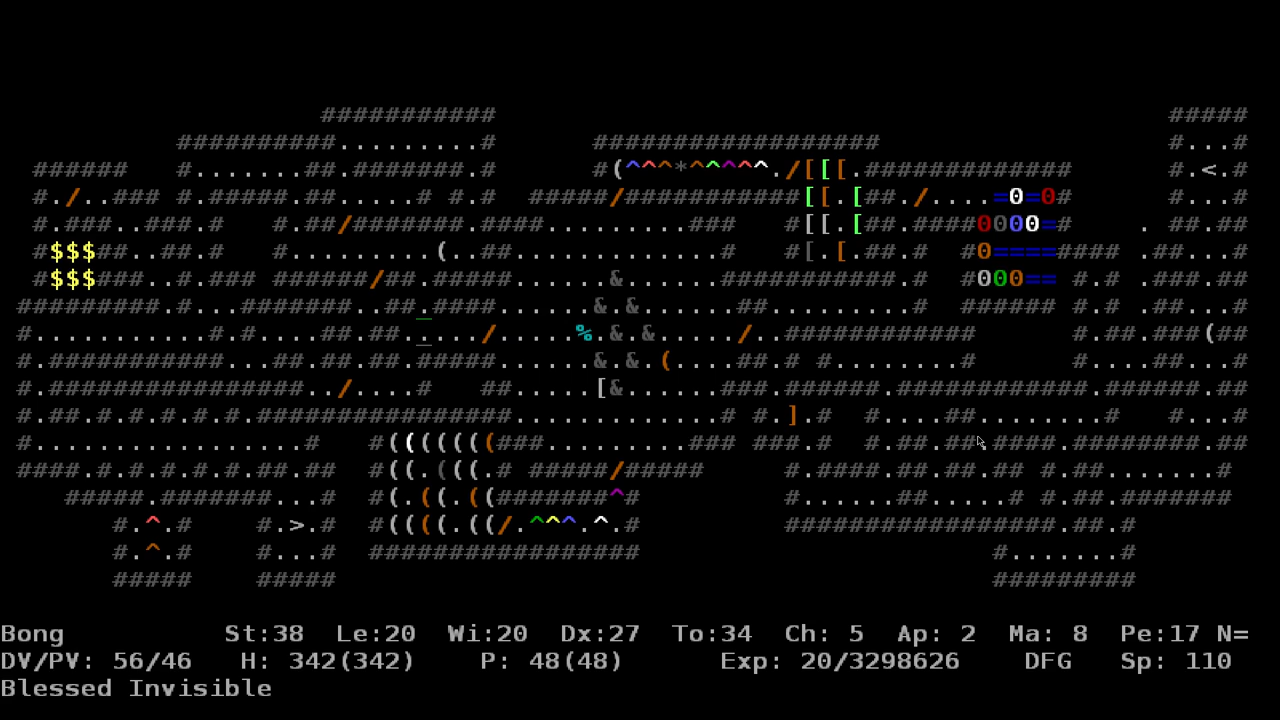 Bong St:38 Le:20 Wi:20 Dx:27 To:34 Ch: 5 Ap: 2 Ma: 8 Pe:17 N=
DV/PV: 56/46 H: 342(342) P: 48(48) Exp: 20/3298626 DFG Sp: 110
Blessed Invisible